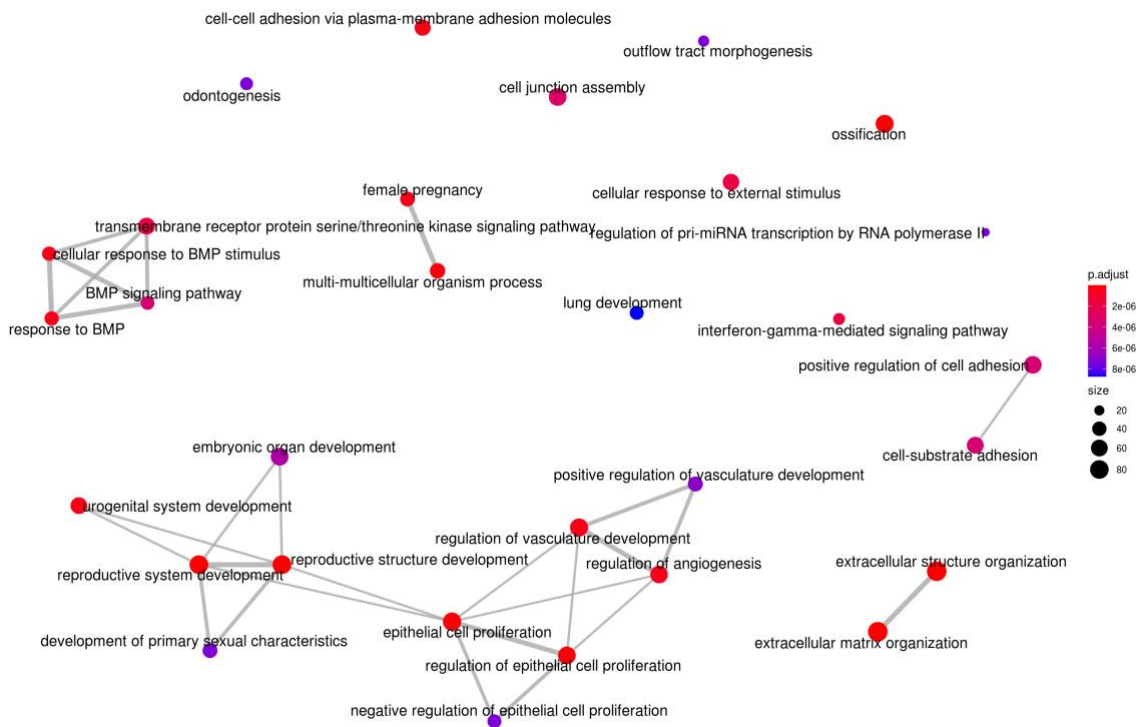 cell-cell adhesion via plasma-membrane adhesion molecules
outflow tract morphogenesis
odontogenesis
cell junction assembly
ossification
female pregnancy
cellular response to external stimulus
transmembrane receptor protein serine/threonine kinase signaling pathway
regulation of pri-miRNA transcription by RNA polymerase II
cellular response to BMP stimulus
multi-multicellular organism process
BMP signaling pathway
lung development
response to BMP
interferon-gamma-mediated signaling pathway
positive regulation of cell adhesion
p.adjust
2e-06
4e-06
6e-06
8e-06
size
20
40
60
80
embryonic organ development
cell-substrate adhesion
positive regulation of vasculature development
urogenital system development
regulation of vasculature development
reproductive structure development
regulation of angiogenesis
extracellular structure organization
reproductive system development
epithelial cell proliferation
development of primary sexual characteristics
extracellular matrix organization
regulation of epithelial cell proliferation
negative regulation of epithelial cell proliferation